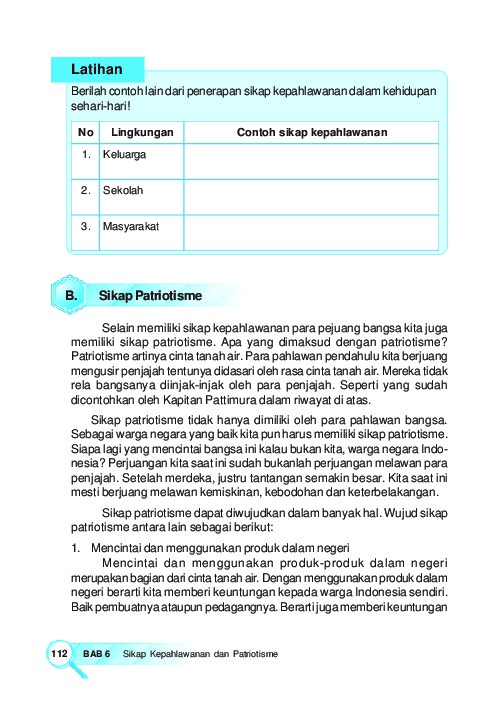 Latihan
Berilah contoh lain dari penerapan sikap kepahlawanan dalam kehidupan
sehari-hari!
No Lingkungan Contoh sikap kepahlawanan
1. Keluarga
2. Sekolah
3. Masyarakat
B. Sikap Patriotisme
Selain memiliki sikap kepahlawanan para pejuang bangsa kita juga
memiliki sikap patriotisme. Apa yang dimaksud dengan patriotisme?
Patriotisme artinya cinta tanah air. Para pahlawan pendahulu kita berjuang
mengusir penjajah tentunya didasari oleh rasa cinta tanah air. Mereka tidak
rela bangsanya diinjak-injak oleh para penjajah. Seperti yang sudah
dicontohkan oleh Kapitan Pattimura dalam riwayat di atas.
Sikap patriotisme tidak hanya dimiliki oleh para pahlawan bangsa.
Sebagai warga negara yang baik kita pun harus memiliki sikap patriotisme.
Siapa lagi yang mencintai bangsa ini kalau bukan kita, warga negara Indo-
nesia? Perjuangan kita saat ini sudah bukanlah perjuangan melawan para
penjajah. Setelah merdeka, justru tantangan semakin besar. Kita saat ini
mesti berjuang melawan kemiskinan, kebodohan dan keterbelakangan.
Sikap patriotisme dapat diwujudkan dalam banyak hal. Wujud sikap
patriotisme antara lain sebagai berikut:
1. Mencintai dan menggunakan produk dalam negeri
Mencintai dan menggunakan produk-produk dalam negeri
merupakan bagian dari cinta tanah air. Dengan menggunakan produk dalam
negeri berarti kita memberi keuntungan kepada warga Indonesia sendiri.
Baik pembuatnya ataupun pedagangnya. Berarti juga memberi keuntungan
112 BAB 6 Sikap Kepahlawanan dan Patriotisme